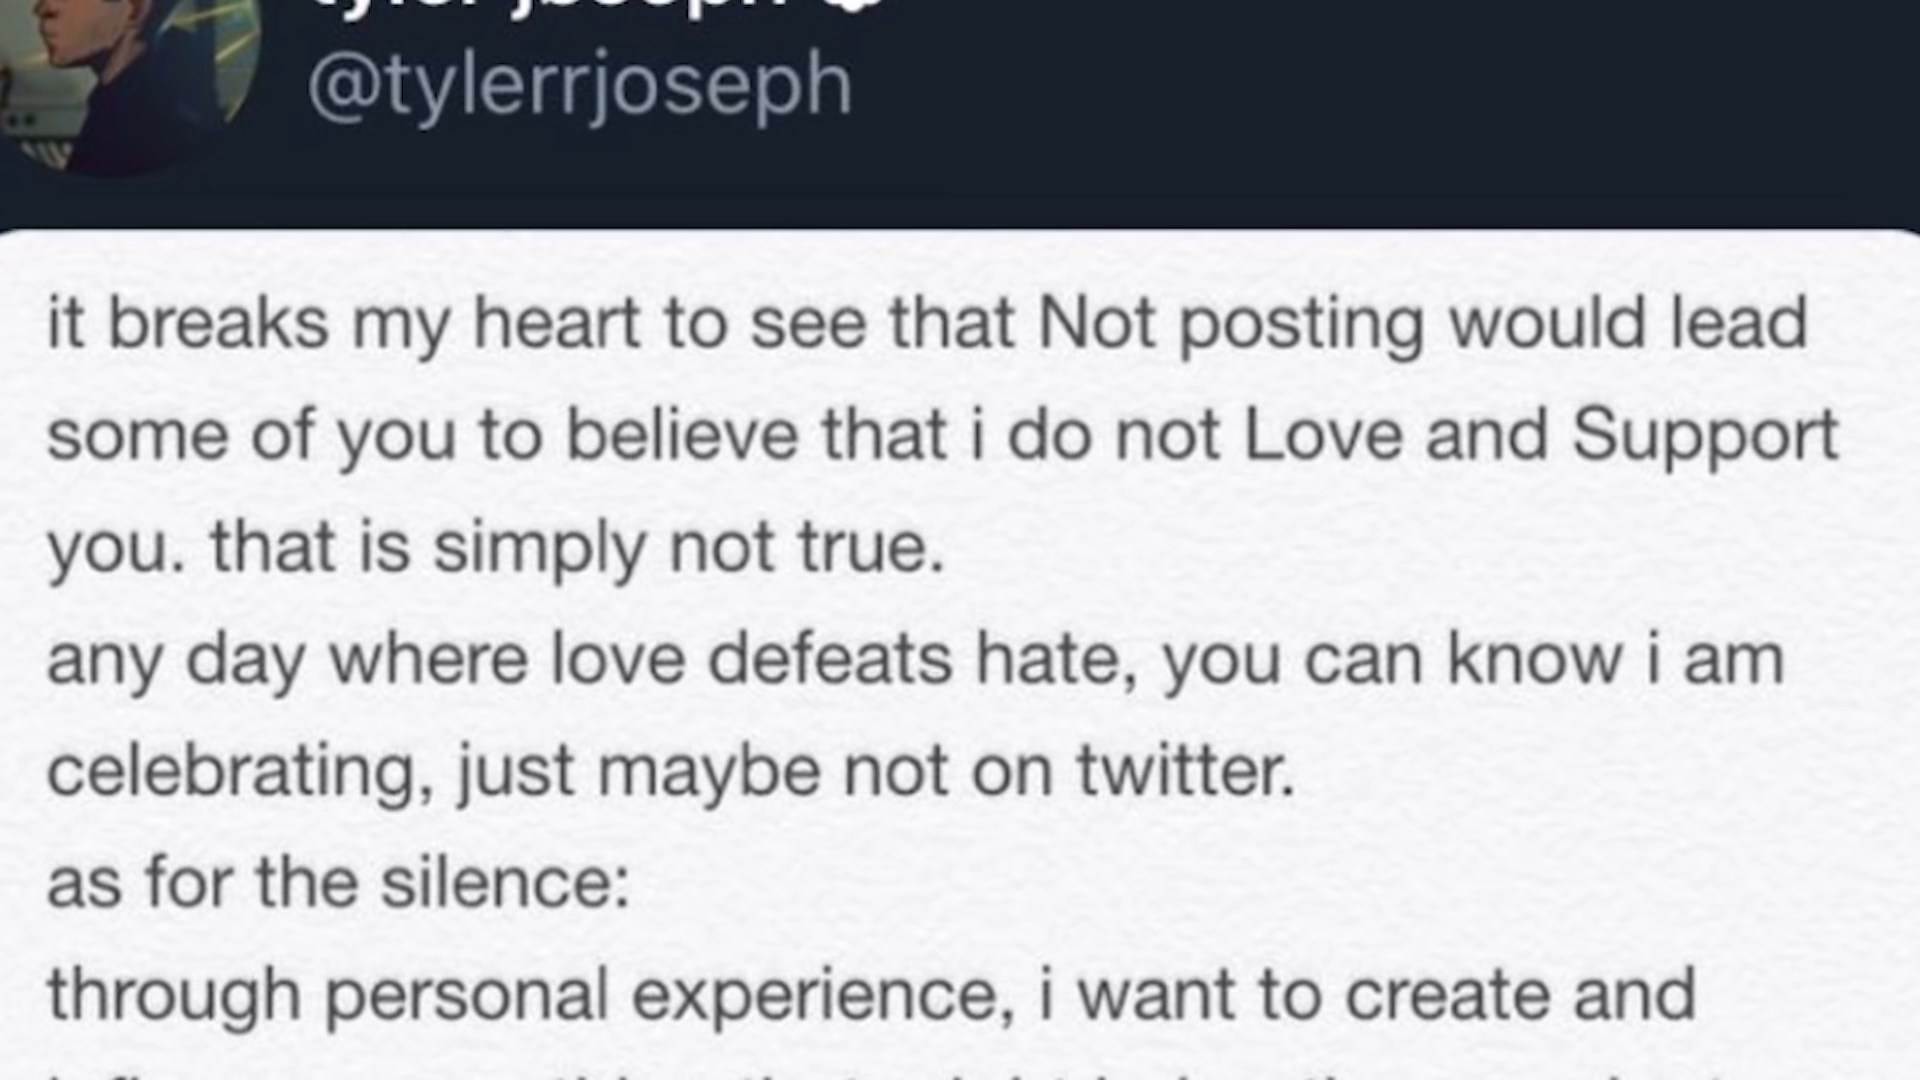 tyler joseph
@tylerrjoseph
it breaks my heart to see that Not posting would lead
some of you to believe that i do not Love and Support
you. that is simply not true.
any day where love defeats hate, you can know i am
celebrating, just maybe not on twitter.
as for the silence:
through personal experience, i want to create and